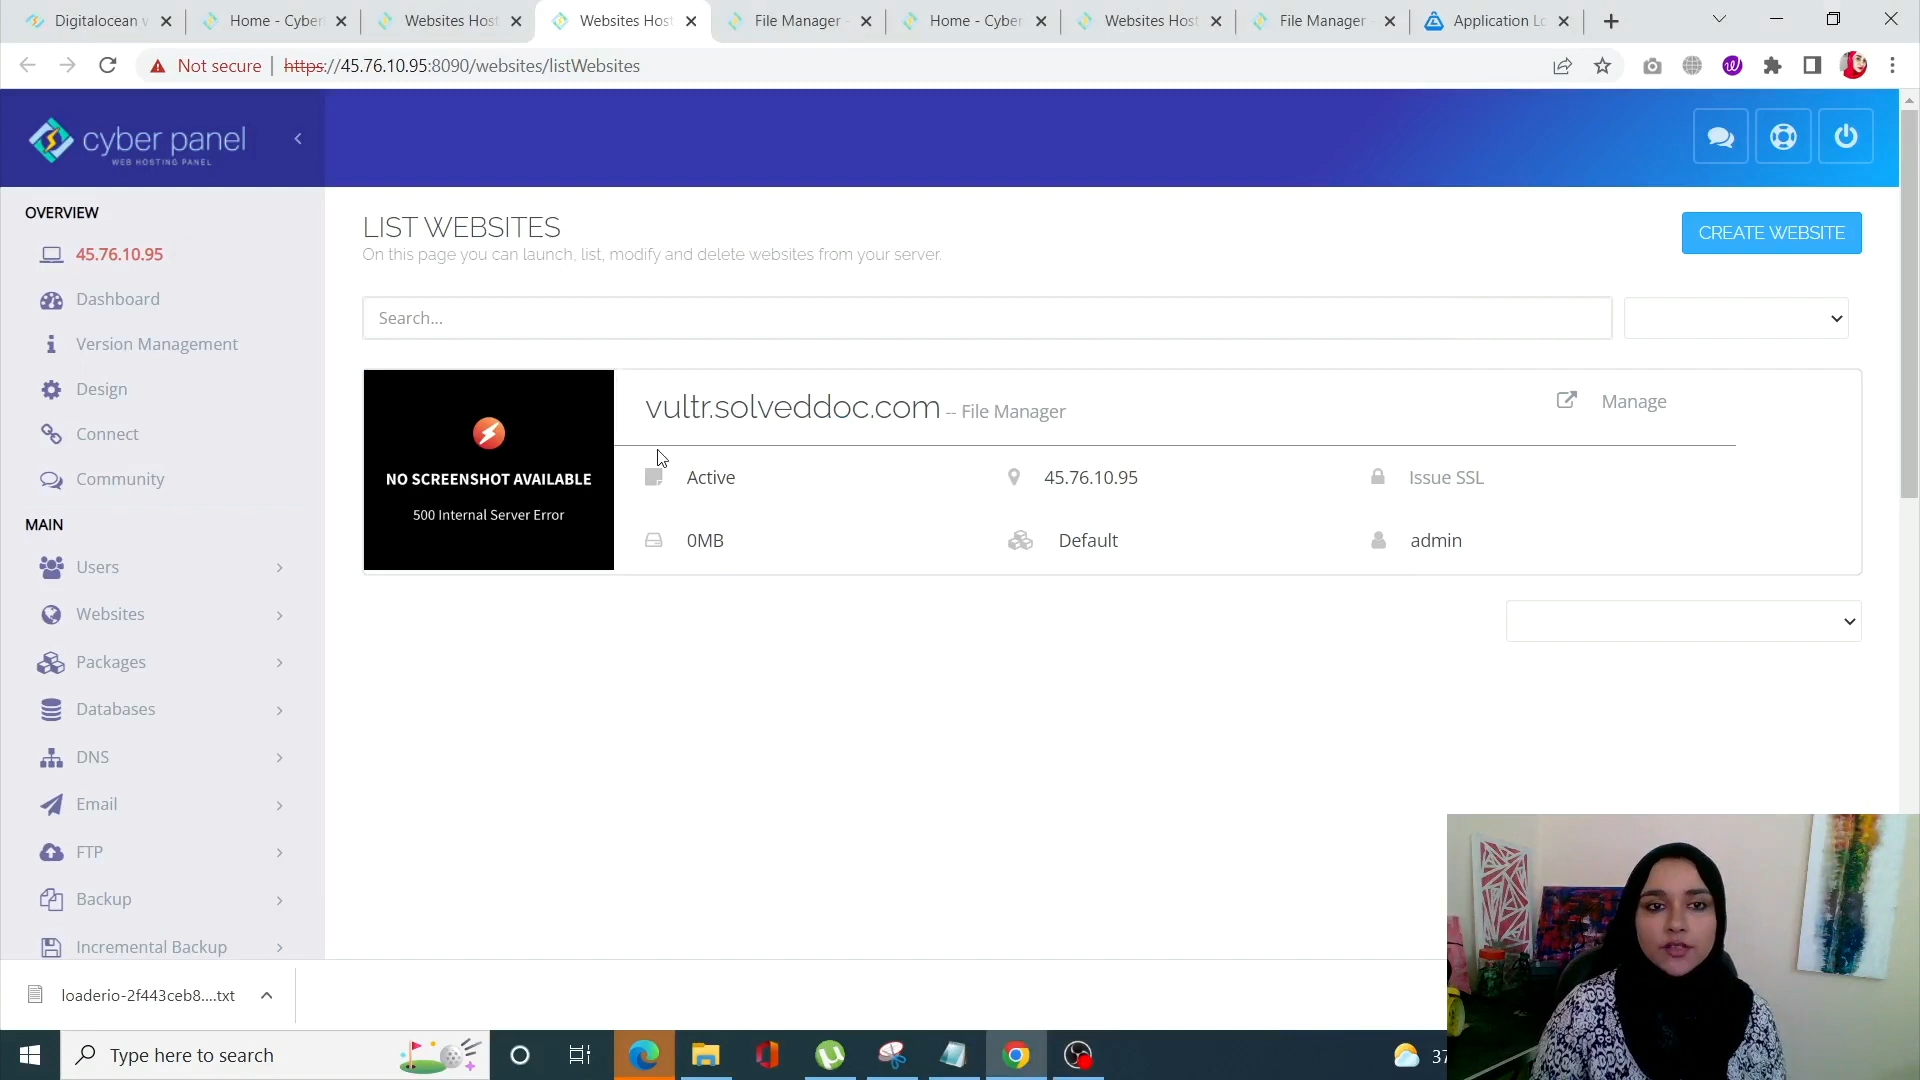 Digitalocean v
Home - Cyber
Websites Host
Websites Host
File Manager -
Home - Cyber
Websites Host
File Manager
Application Lo
Not secure
https://45.76.10.95:8090/websites/listWebsites
cyber panel
WEB HOSTING PANEL
OVERVIEW
45.76.10.95
Dashboard
Version Management
Design
Connect
Community
MAIN
Users
Websites
Packages
Databases
DNS
Email
FTP
Backup
Incremental Backup
LIST WEBSITES
CREATE WEBSITE
On this page you can launch, list, modify and delete websites from your server.
Search...
NO SCREENSHOT AVAILABLE
500 Internal Server Error
vultr.solveddoc.com -- File Manager
Manage
Active
45.76.10.95
Issue SSL
0MB
Default
admin
loaderio-2f443ceb8....txt
Type here to search
37